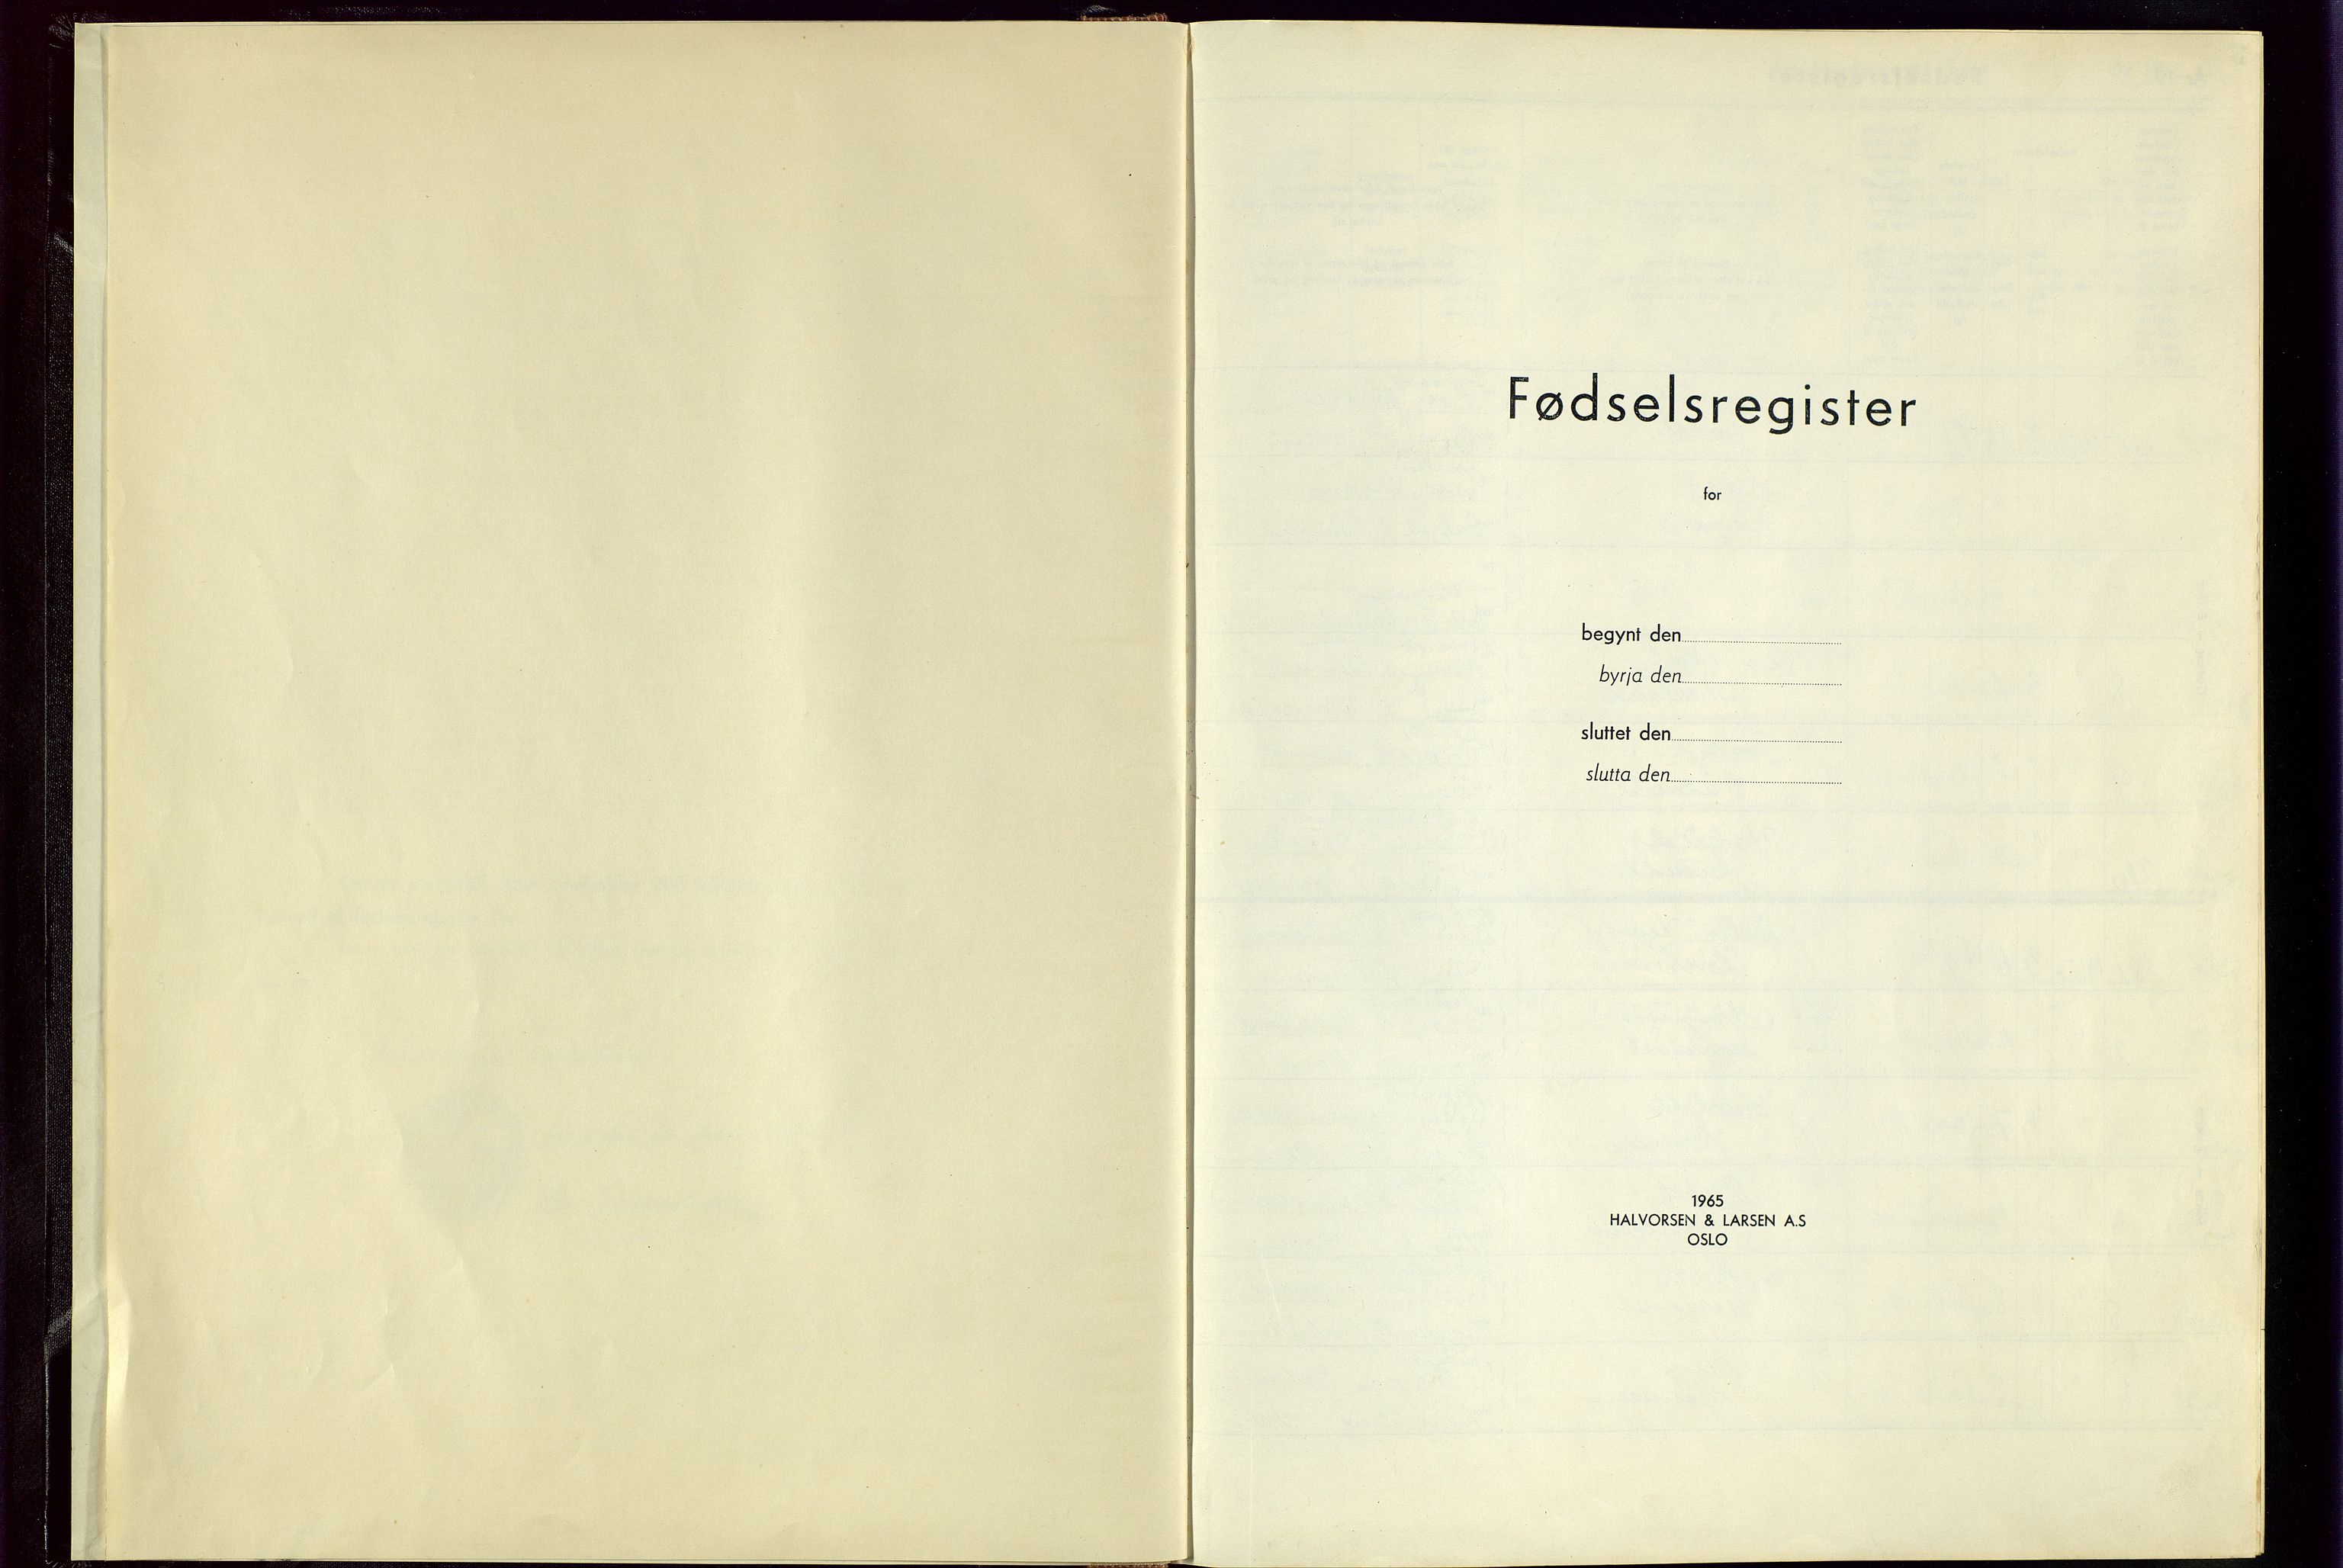 Fødselsregister
for
begynt den
byrja den
sluttet den
slutta den
1965
HALVORSEN & LARSEN A.S
OSLO